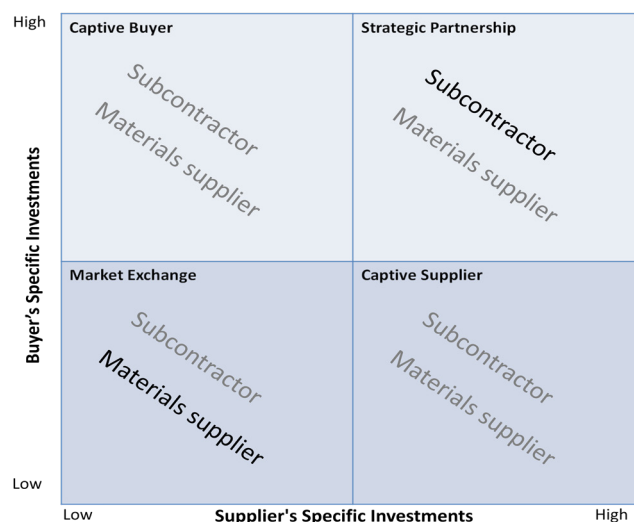 High
Captive Buyer
Strategic Partnership
Subcontractor
Materials supplier
Subcontractor
Materials supplier
Buyer's Specific Investments
Market Exchange
Captive Supplier
Subcontractor
Materials supplier
Subcontractor
Materials supplier
Low
Low
Supplier's Specific Investments
High